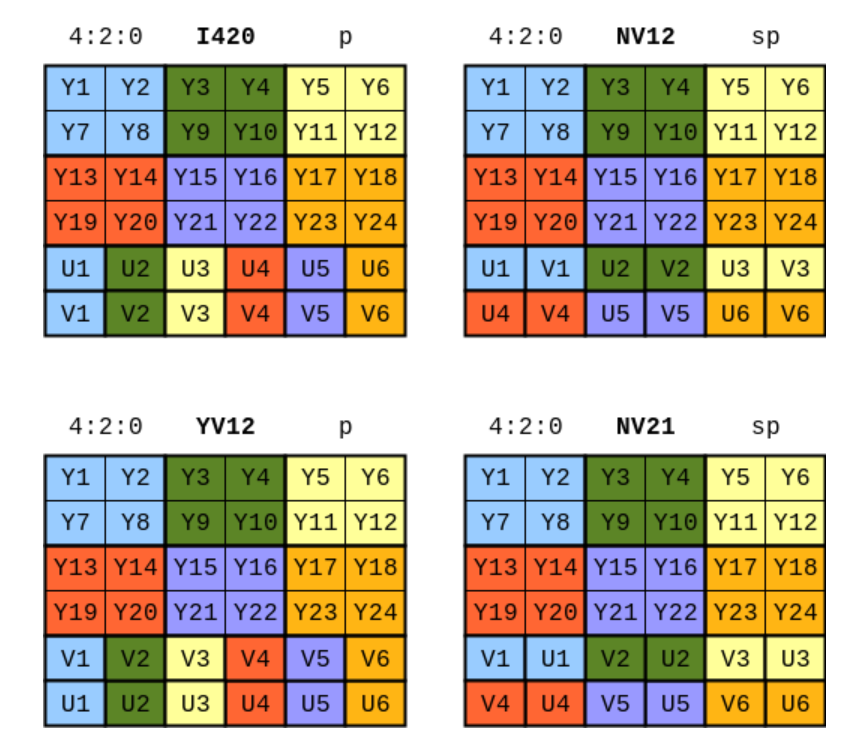 4:2:0 I420 p
Y1 Y2 Y3 Y4 Y5 Y6
Y7 Y8 Y9 Y10 Y11 Y12
Y13 Y14 Y15 Y16 Y17 Y18
Y19 Y20 Y21 Y22 Y23 Y24
U1 U2 U3 U4 U5 U6
V1 V2 V3 V4 V5 V6
4:2:0 NV12 sp
Y1 Y2 Y3 Y4 Y5 Y6
Y7 Y8 Y9 Y10 Y11 Y12
Y13 Y14 Y15 Y16 Y17 Y18
Y19 Y20 Y21 Y22 Y23 Y24
U1 V1 U2 V2 U3 V3
U4 V4 U5 V5 U6 V6
4:2:0 YV12 p
Y1 Y2 Y3 Y4 Y5 Y6
Y7 Y8 Y9 Y10 Y11 Y12
Y13 Y14 Y15 Y16 Y17 Y18
Y19 Y20 Y21 Y22 Y23 Y24
V1 V2 V3 V4 V5 V6
U1 U2 U3 U4 U5 U6
4:2:0 NV21 sp
Y1 Y2 Y3 Y4 Y5 Y6
Y7 Y8 Y9 Y10 Y11 Y12
Y13 Y14 Y15 Y16 Y17 Y18
Y19 Y20 Y21 Y22 Y23 Y24
V1 U1 V2 U2 V3 U3
V4 U4 V5 U5 V6 U6